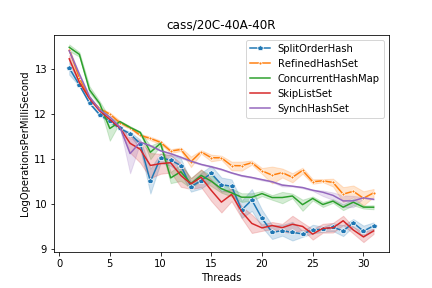 cass/20C-40A-40R
SplitOrderHash
RefinedHashSet
ConcurrentHashMap
SkipListSet
SynchHashSet
LogOperationsPerMilliSecond
13
12
11
10
9
0 5 10 15 20 25 30
Threads